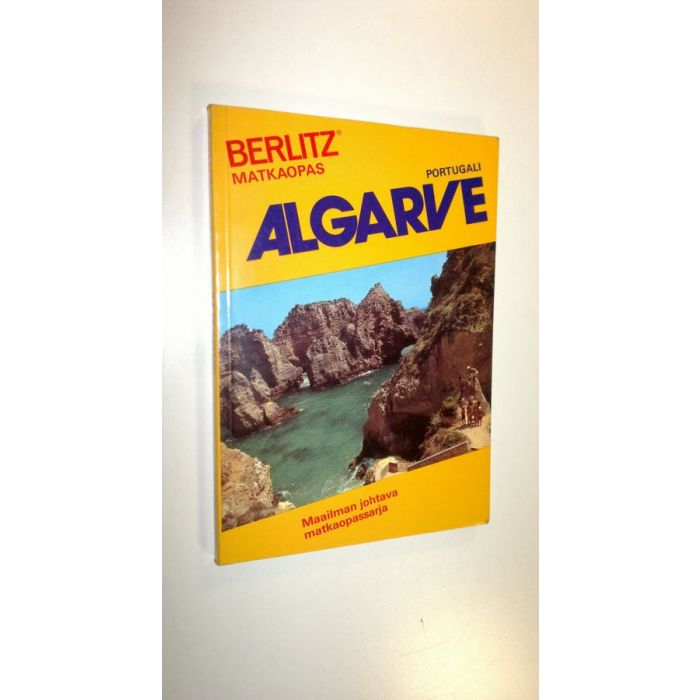 BERLITZ®
MATKAOPAS
PORTUGALI
ALGARVE
Maailman johtava
matkaopassarja